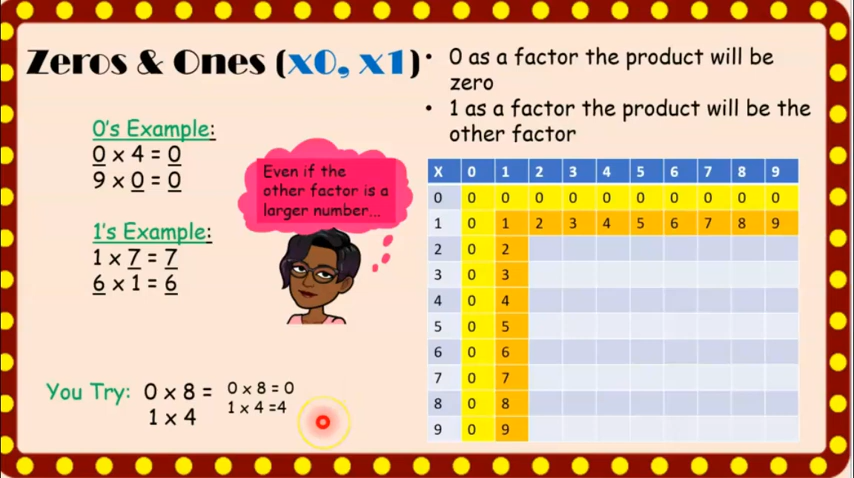 Zeros & Ones (x0, x1)
• 0 as a factor the product will be
zero
• 1 as a factor the product will be the
other factor
0's Example:
0 x 4 = 0
9 x 0 = 0
1's Example:
1 x 7 = 7
6 x 1 = 6
Even if the
other factor is a
larger number...
You Try: 0 x 8 =
1 x 4
0 x 8 = 0
1 x 4 =4
X 0 1 2 3 4 5 6 7 8 9
0 0 0 0 0 0 0 0 0 0 0
1 0 1 2 3 4 5 6 7 8 9
2 0 2
3 0 3
4 0 4
5 0 5
6 0 6
7 0 7
8 0 8
9 0 9